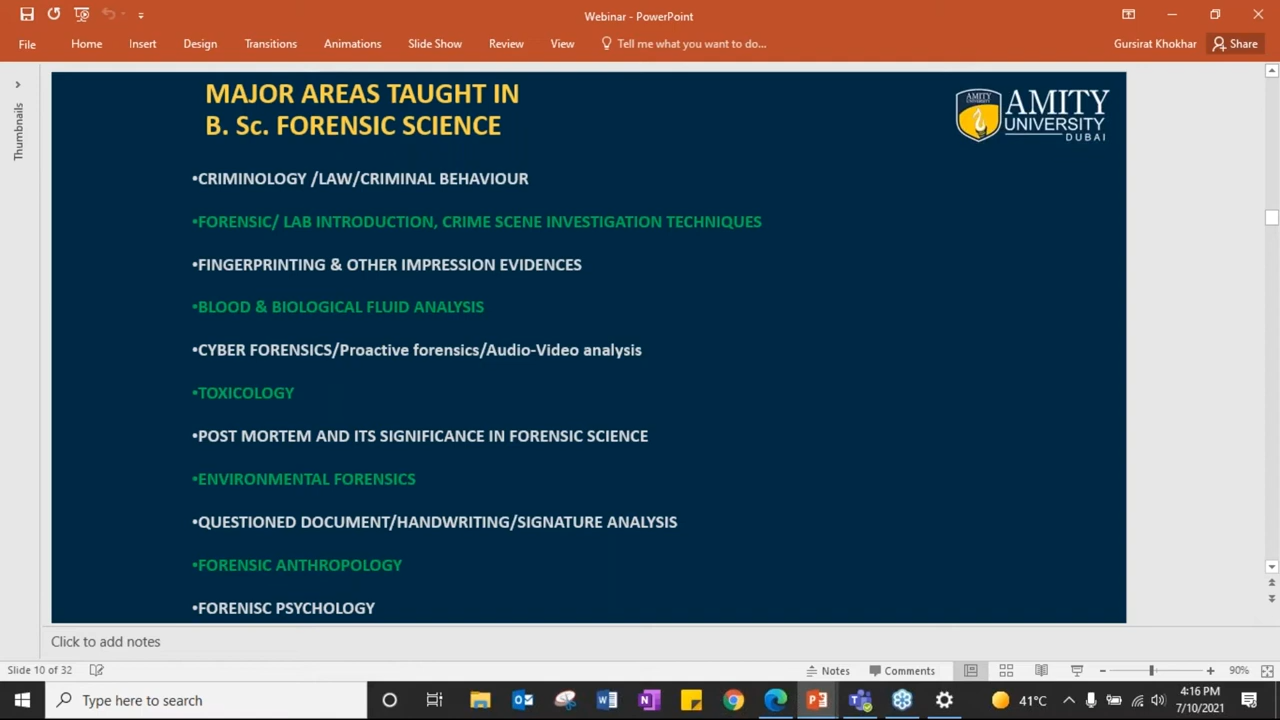 Webinar - PowerPoint
File Home Insert Design Transitions Animations Slide Show Review View Tell me what you want to do... Gursirat Khokhar Share
Thumbnails
MAJOR AREAS TAUGHT IN
B. Sc. FORENSIC SCIENCE
AMITY UNIVERSITY
AMITY
UNIVERSITY
DUBAI
•CRIMINOLOGY /LAW/CRIMINAL BEHAVIOUR
•FORENSIC/ LAB INTRODUCTION, CRIME SCENE INVESTIGATION TECHNIQUES
•FINGERPRINTING & OTHER IMPRESSION EVIDENCES
•BLOOD & BIOLOGICAL FLUID ANALYSIS
•CYBER FORENSICS/Proactive forensics/Audio-Video analysis
•TOXICOLOGY
•POST MORTEM AND ITS SIGNIFICANCE IN FORENSIC SCIENCE
•ENVIRONMENTAL FORENSICS
•QUESTIONED DOCUMENT/HANDWRITING/SIGNATURE ANALYSIS
•FORENSIC ANTHROPOLOGY
•FORENISC PSYCHOLOGY
Click to add notes
Slide 10 of 32 Notes Comments 90%
Type here to search 41°C 4:16 PM
7/10/2021